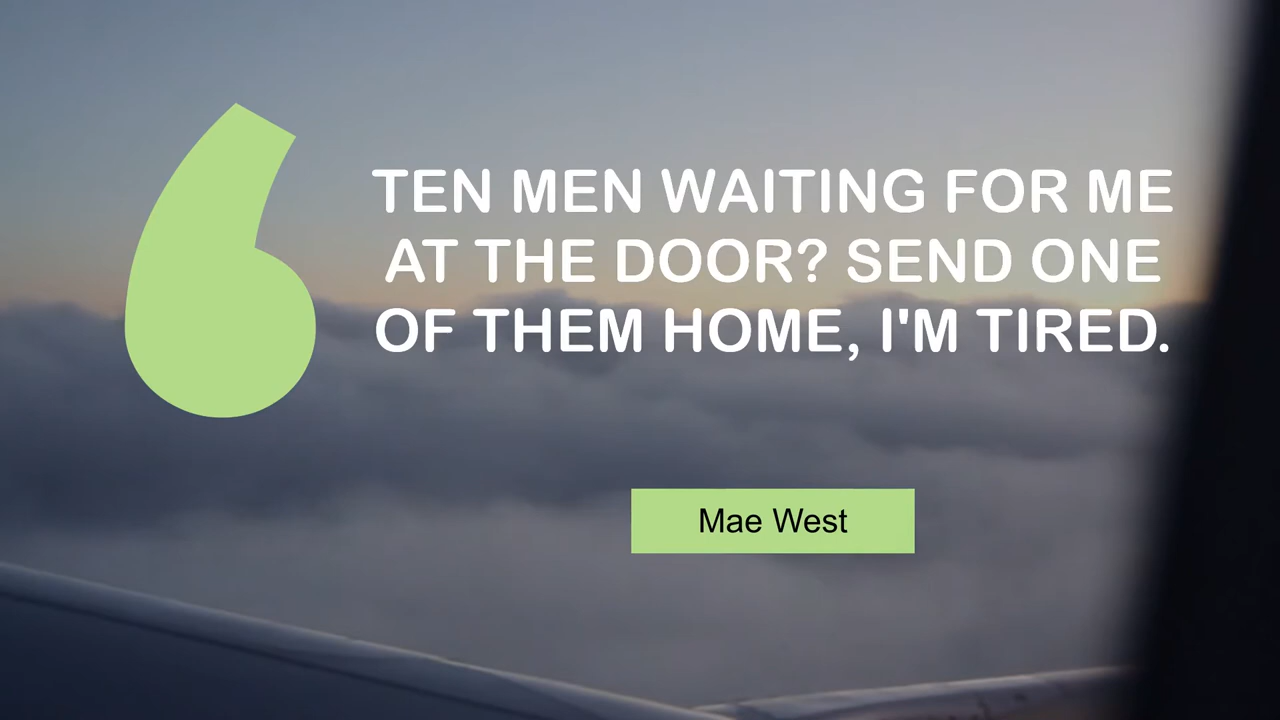 TEN MEN WAITING FOR ME
AT THE DOOR? SEND ONE
OF THEM HOME, I'M TIRED.
Mae West